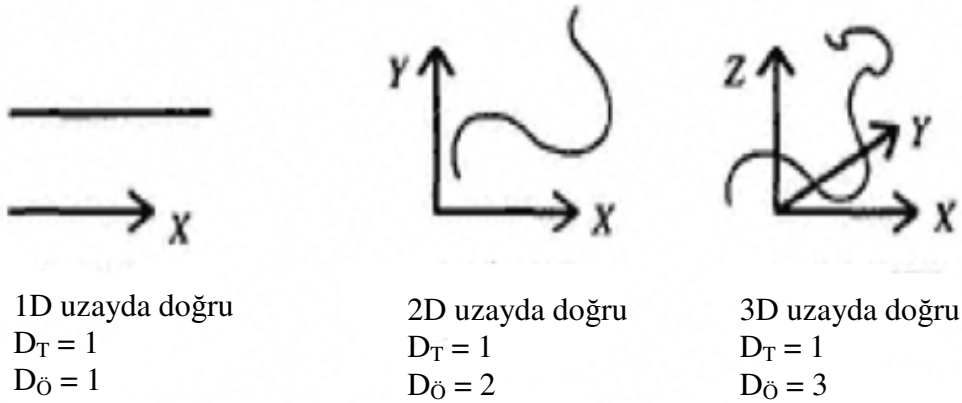 X
Y
X
Z
Y
X
1D uzayda doğru
D_T = 1
D_Ö = 1
2D uzayda doğru
D_T = 1
D_Ö = 2
3D uzayda doğru
D_T = 1
D_Ö = 3